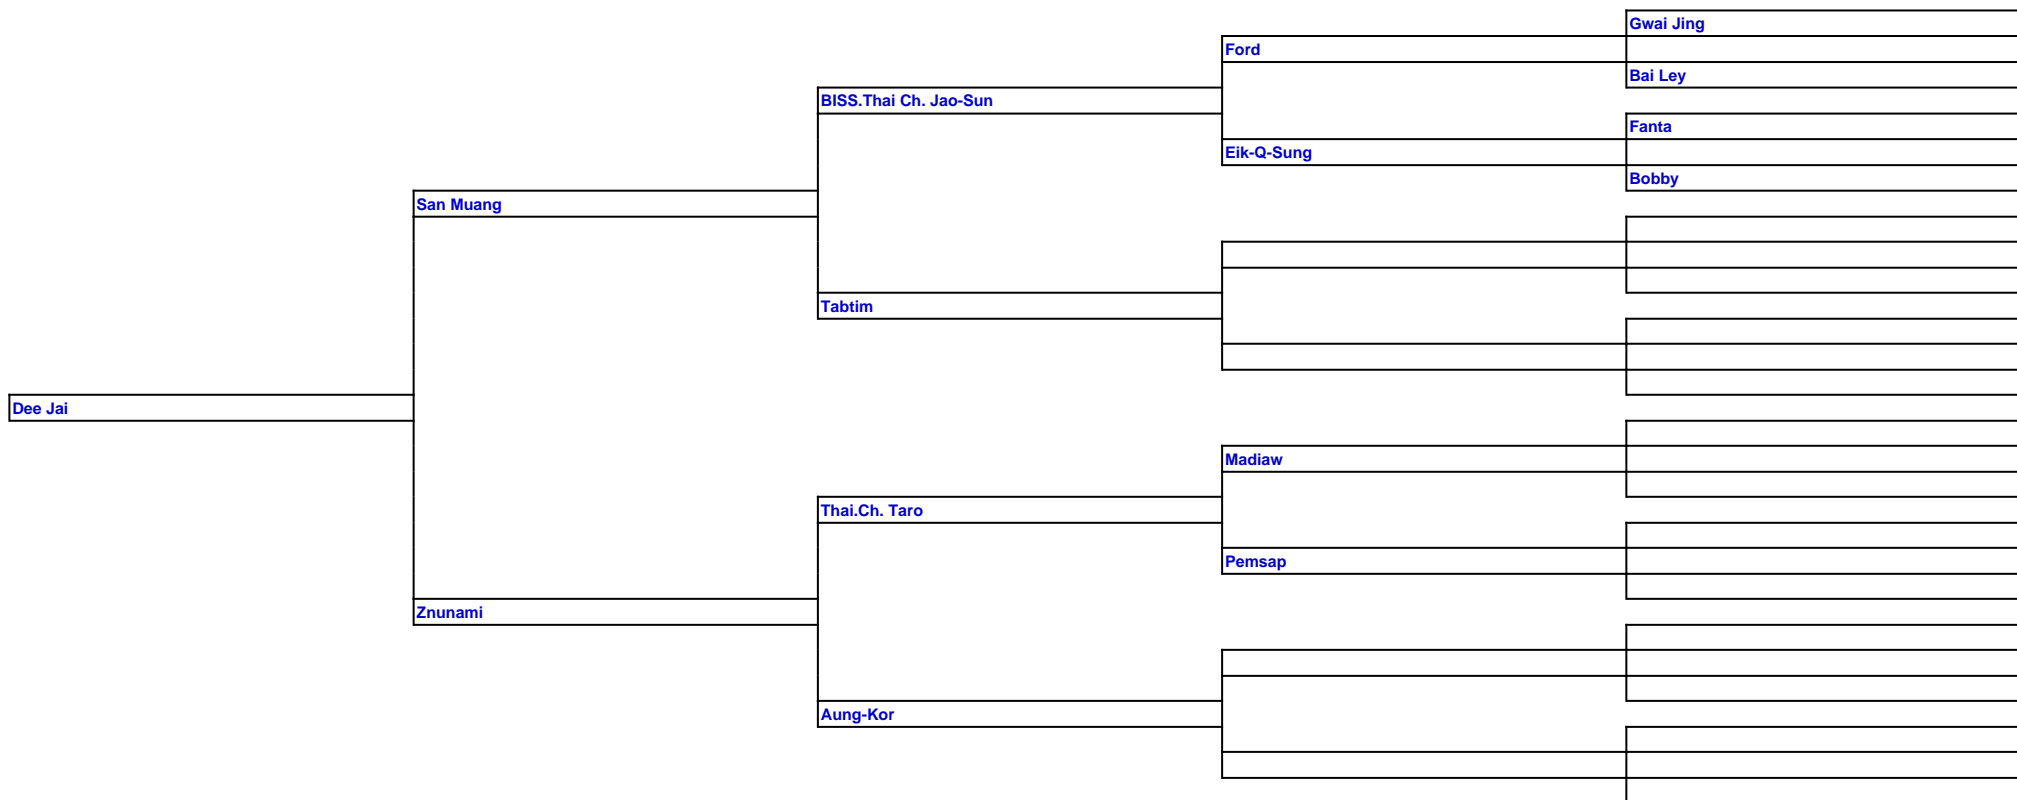 Gwai Jing
Ford
Bai Ley
BISS.Thai Ch. Jao-Sun
Fanta
Eik-Q-Sung
Bobby
San Muang
Tabtim
Dee Jai
Madiaw
Thai.Ch. Taro
Pemsap
Znunami
Aung-Kor